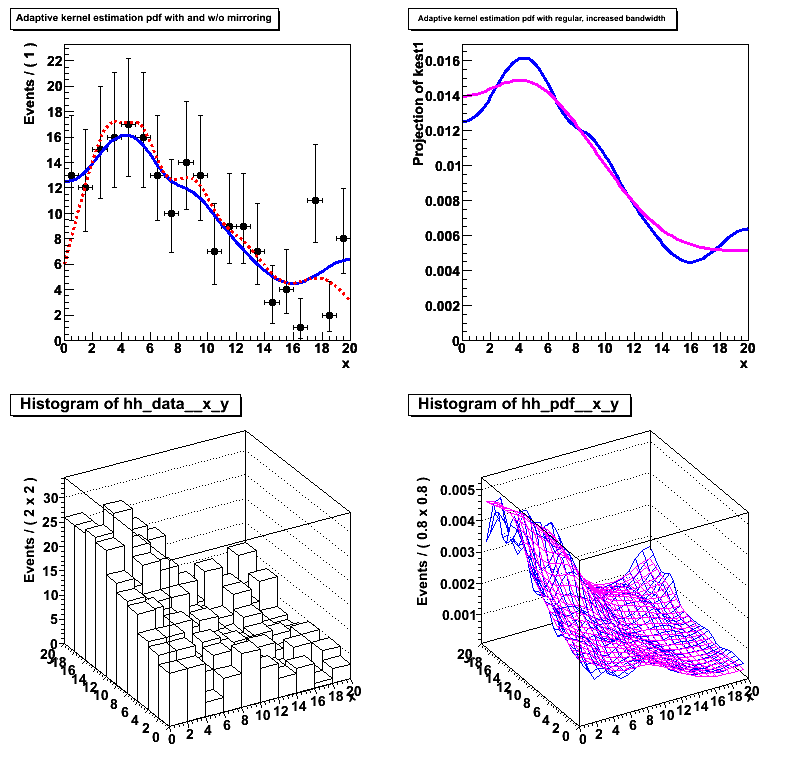 Adaptive kernel estimation pdf with and w/o mirroring
Events / ( 1 )
22
20
18
16
14
12
10
8
6
4
2
0
0 2 4 6 8 10 12 14 16 18 20
x
Adaptive kernel estimation pdf with regular, increased bandwidth
Projection of kest1
0.016
0.014
0.012
0.01
0.008
0.006
0.004
0.002
0
0 2 4 6 8 10 12 14 16 18 20
x
Histogram of hh_data__x_y
Events / ( 2 x 2 )
30
25
20
15
10
5
0
20 18 16 14 12 10 8 6 4 2 0
0 2 4 6 8 10 12 14 16 18 20
x
Histogram of hh_pdf__x_y
Events / ( 0.8 x 0.8 )
0.005
0.004
0.003
0.002
0.001
20 18 16 14 12 10 8 6 4 2 0
0 2 4 6 8 10 12 14 16 18 20
x